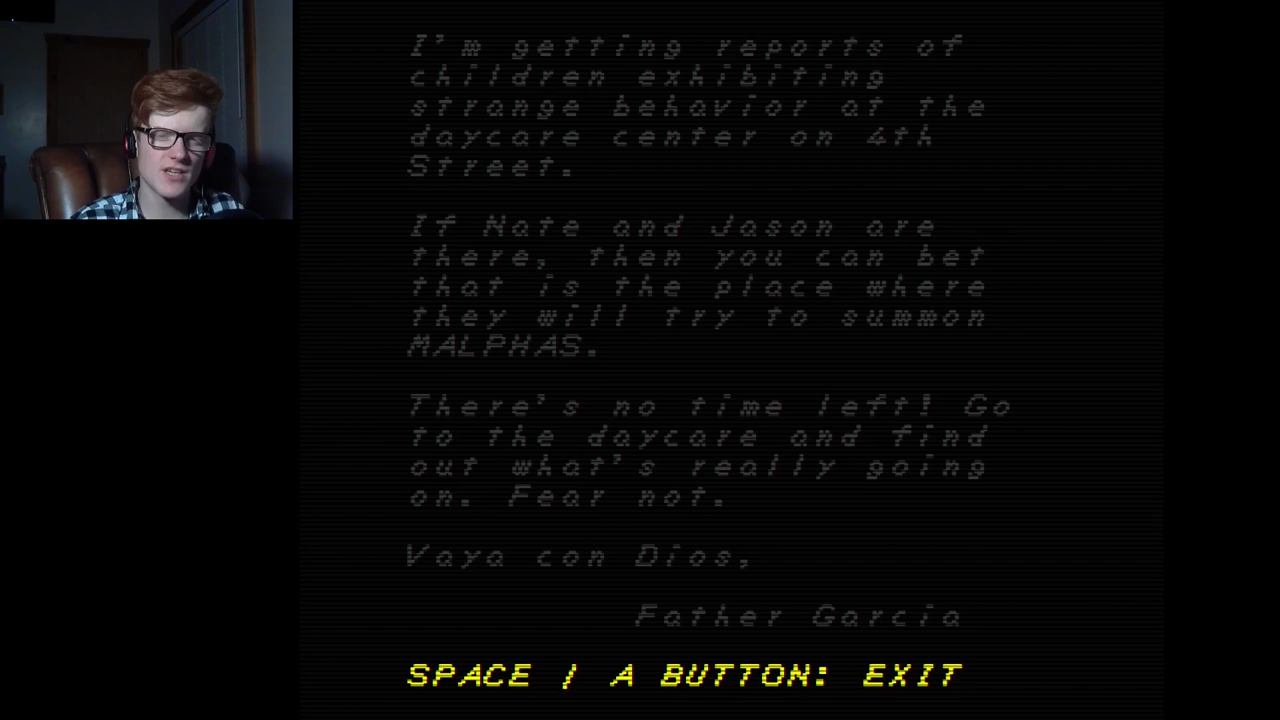 I'm getting reports of
children exhibiting
strange behavior at the
daycare center on 4th
Street.
If Nate and Jason are
there, then you can bet
that is the place where
they will try to summon
MALPHAS.
There's no time left! Go
to the daycare and find
out what's really going
on. Fear not.
Vaya con Dios,
Father Garcia
SPACE / A BUTTON: EXIT